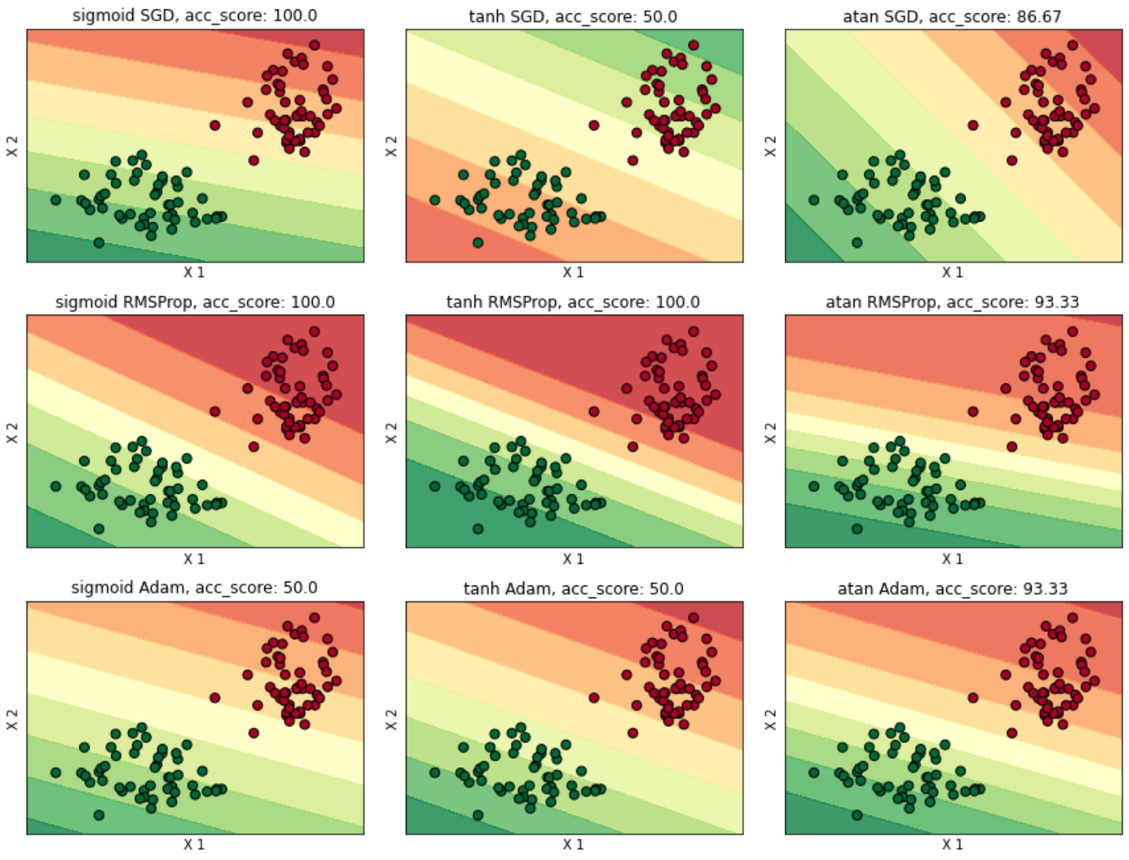 sigmoid SGD, acc_score: 100.0
tanh SGD, acc_score: 50.0
atan SGD, acc_score: 86.67
X 2
X 2
X 2
X 1
X 1
X 1
sigmoid RMSProp, acc_score: 100.0
tanh RMSProp, acc_score: 100.0
atan RMSProp, acc_score: 93.33
X 2
X 2
X 2
X 1
X 1
X 1
sigmoid Adam, acc_score: 50.0
tanh Adam, acc_score: 50.0
atan Adam, acc_score: 93.33
X 2
X 2
X 2
X 1
X 1
X 1